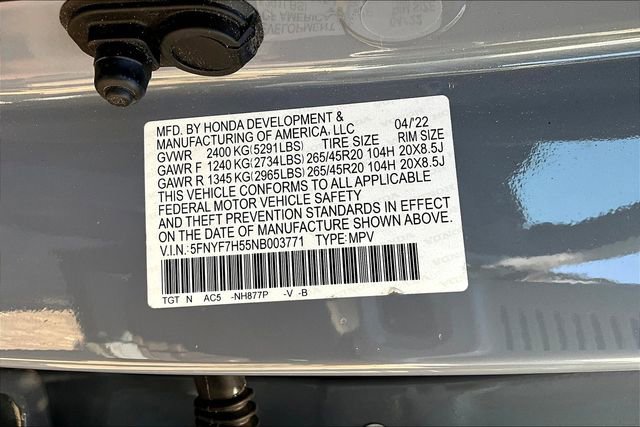 MFD. BY HONDA DEVELOPMENT &
MANUFACTURING OF AMERICA, LLC 04/22
GVWR 2400 KG(5291LBS) TIRE SIZE RIM SIZE
GAWR F 1240 KG(2734LBS) 265/45R20 104H 20X8.5J
GAWR R 1345 KG(2965LBS) 265/45R20 104H 20X8.5J
THIS VEHICLE CONFORMS TO ALL APPLICABLE
FEDERAL MOTOR VEHICLE SAFETY
AND THEFT PREVENTION STANDARDS IN EFFECT
ON THE DATE OF MANUFACTURE SHOWN ABOVE.
V.I.N.: 5FNYF7H55NB003771 TYPE: MPV
TGT N AC5 -NH877P -V -B